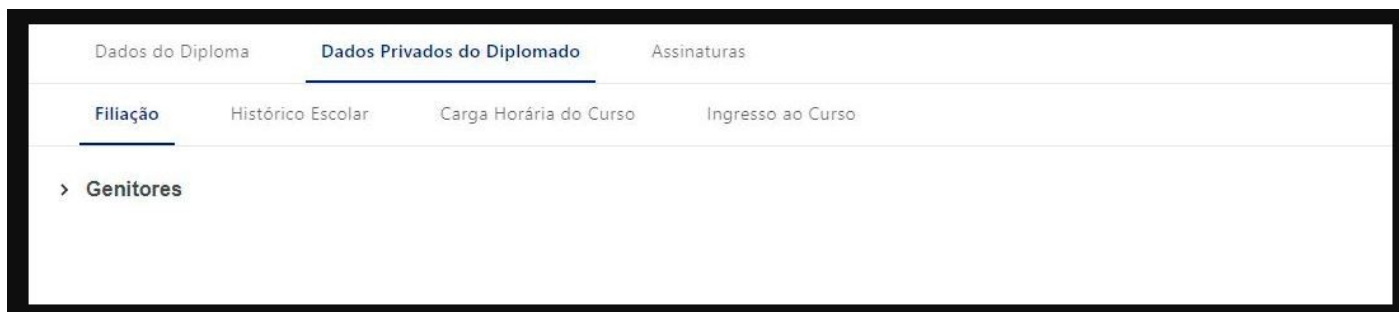 Dados do Diploma Dados Privados do Diplomado Assinaturas
Filiação Histórico Escolar Carga Horária do Curso Ingresso ao Curso
Genitores